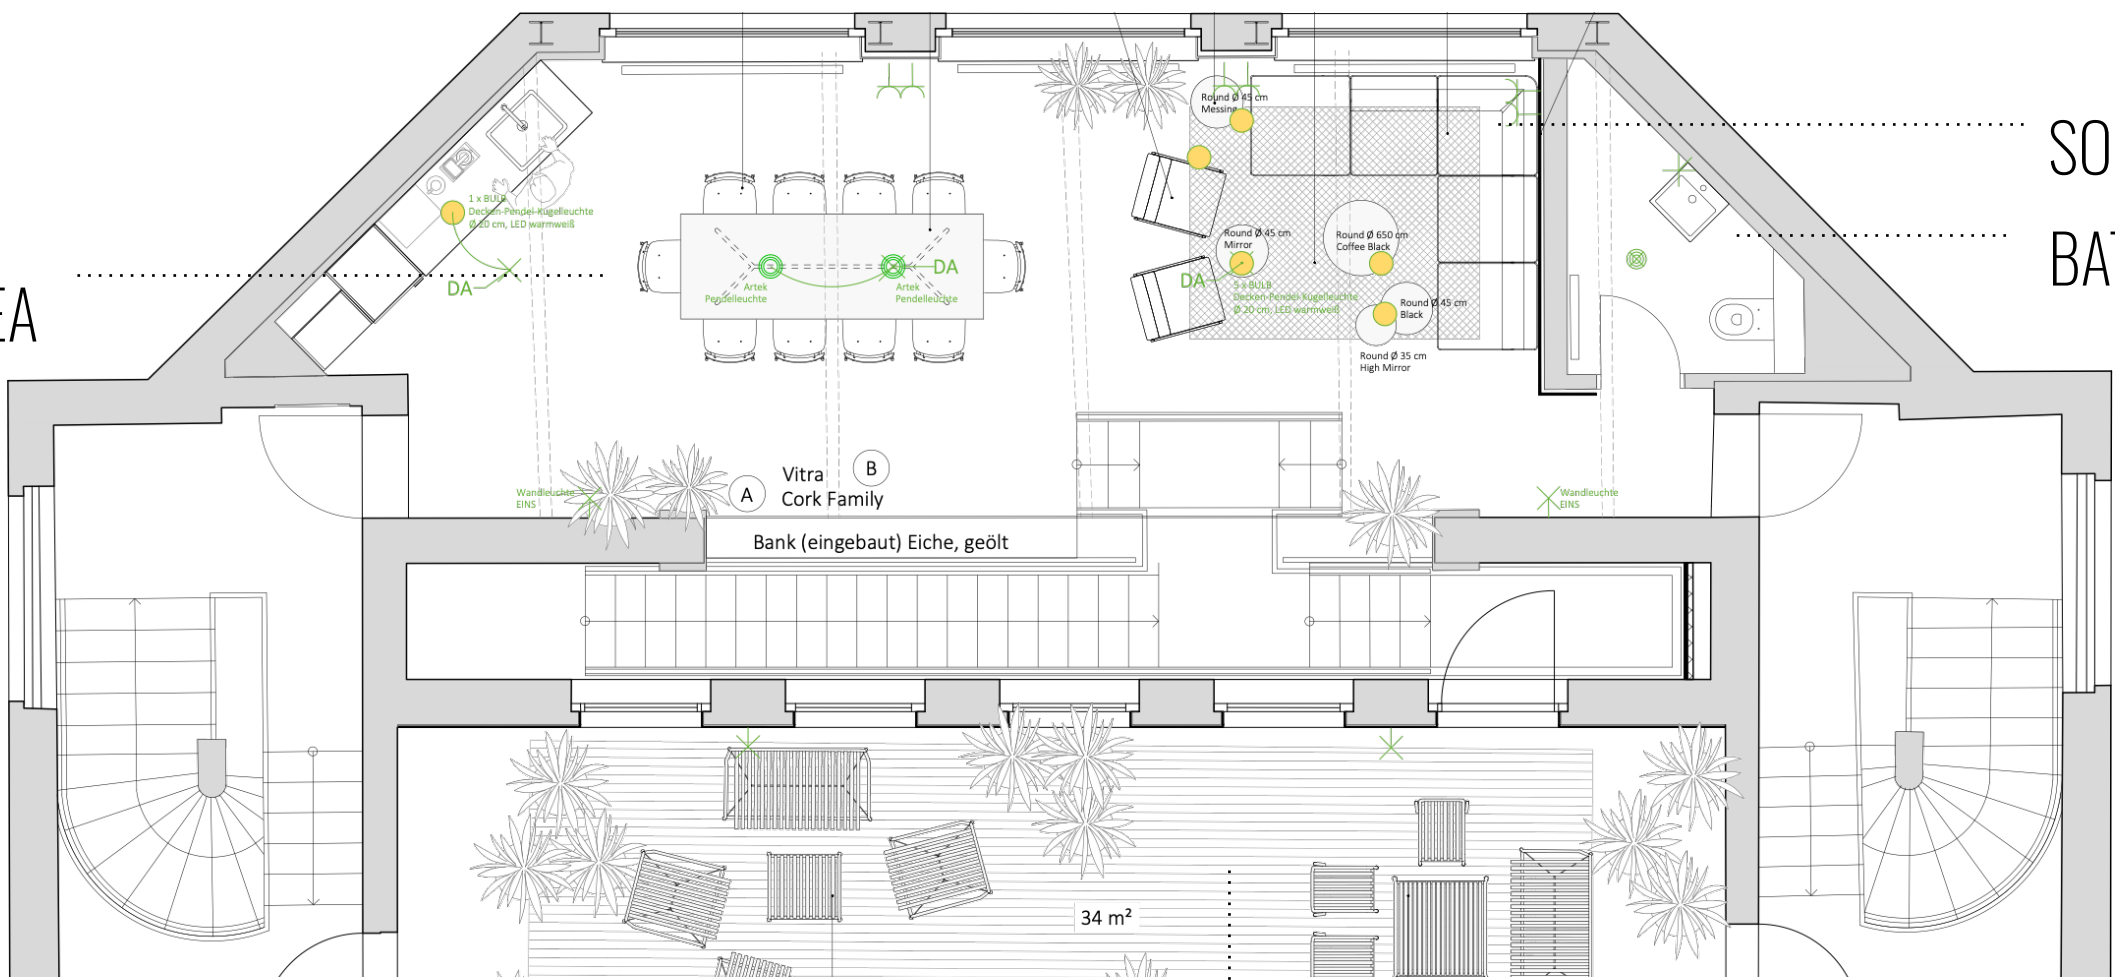 Round Ø 45 cm
Messing
SO
1 x BULB
Decken-Pendel-Kugelleuchte
Ø 20 cm, LED warmweiß
Round Ø 45 cm
Mirror
Round Ø 650 cm
Coffee Black
BA
DA
DA
DA
Artek
Pendelleuchte
Artek
Pendelleuchte
5 x BULB
Decken-Pendel-Kugelleuchte
Ø 20 cm, LED warmweiß
Round Ø 45 cm
Black
EA
Round Ø 35 cm
High Mirror
Vitra
Cork Family
A
B
Wandleuchte
EINS
Wandleuchte
EINS
Bank (eingebaut) Eiche, geölt
34 m²